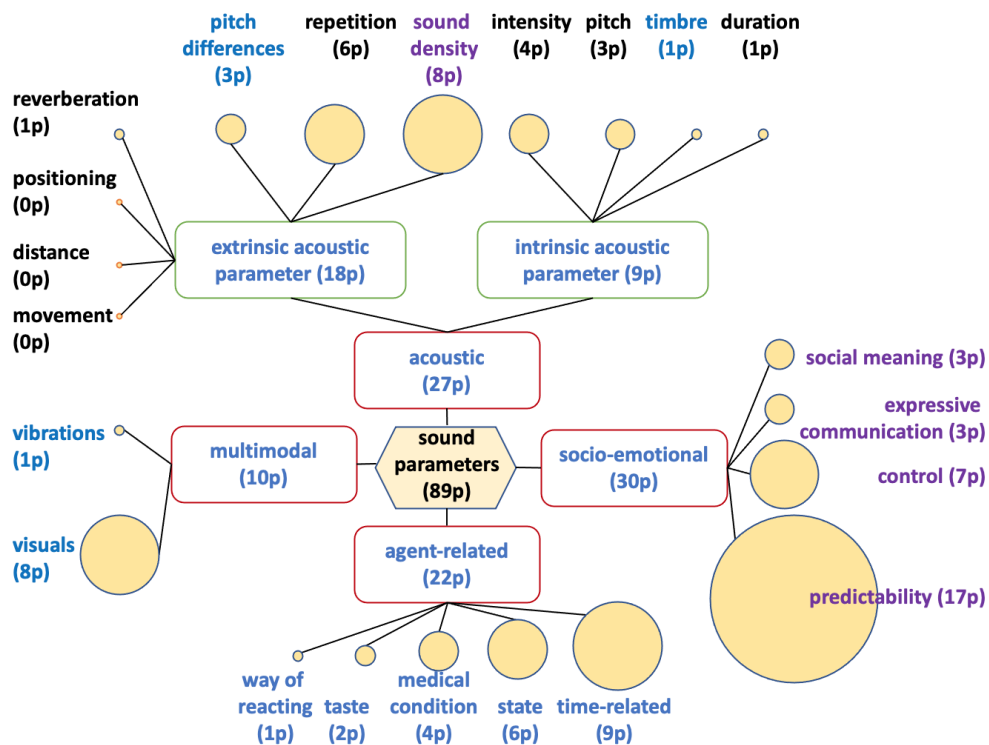 pitch
differences
(3p)
repetition
(6p)
sound
density
(8p)
intensity
(4p)
pitch
(3p)
timbre
(1p)
duration
(1p)
reverberation
(1p)
positioning
(0p)
distance
(0p)
movement
(0p)
extrinsic acoustic
parameter (18p)
intrinsic acoustic
parameter (9p)
acoustic
(27p)
social meaning (3p)
expressive
communication (3p)
control (7p)
predictability (17p)
vibrations
(1p)
visuals
(8p)
multimodal
(10p)
sound
parameters
(89p)
socio-emotional
(30p)
agent-related
(22p)
way of
reacting
(1p)
taste
(2p)
medical
condition
(4p)
state
(6p)
time-related
(9p)